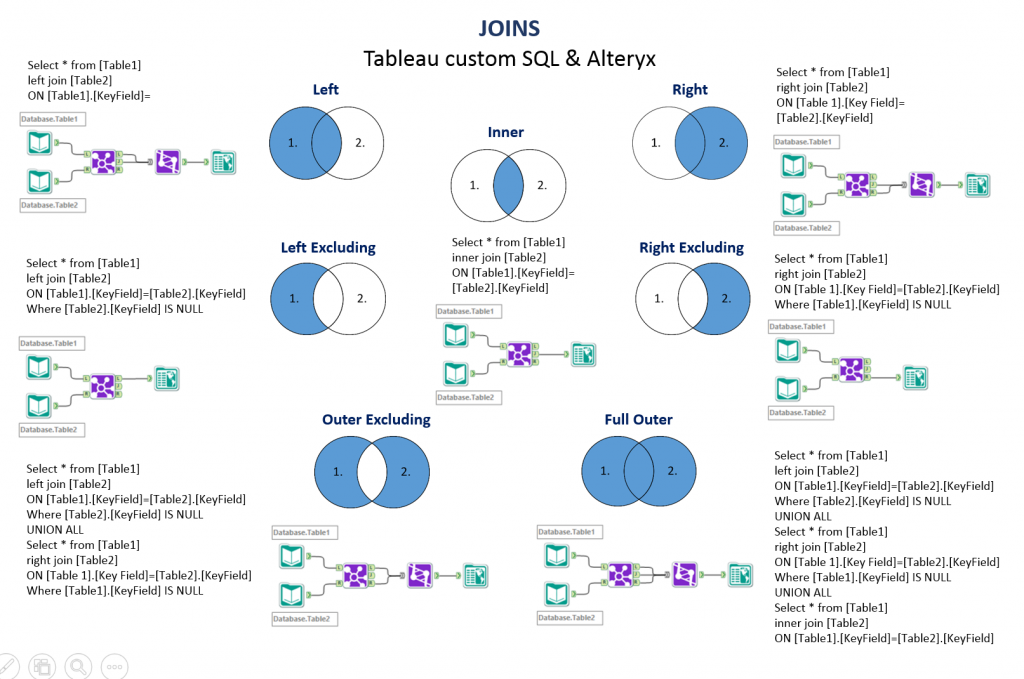 JOINS
Tableau custom SQL & Alteryx
Select * from [Table1]
left join [Table2]
ON [Table1].[KeyField]=
Database.Table1
Database.Table2
Left
1.
2.
Inner
1.
2.
Right
1.
2.
Select * from [Table1]
right join [Table2]
ON [Table 1].[Key Field]=
[Table2].[KeyField]
Database.Table1
Database.Table2
Select * from [Table1]
left join [Table2]
ON [Table1].[KeyField]=[Table2].[KeyField]
Where [Table2].[KeyField] IS NULL
Database.Table1
Database.Table2
Left Excluding
1.
2.
Select * from [Table1]
inner join [Table2]
ON [Table1].[KeyField]=
[Table2].[KeyField]
Database.Table1
Database.Table2
Right Excluding
1.
2.
Select * from [Table1]
right join [Table2]
ON [Table 1].[Key Field]=[Table2].[KeyField]
Where [Table1].[KeyField] IS NULL
Database.Table1
Database.Table2
Outer Excluding
1.
2.
Full Outer
1.
2.
Select * from [Table1]
left join [Table2]
ON [Table1].[KeyField]=[Table2].[KeyField]
Where [Table2].[KeyField] IS NULL
UNION ALL
Select * from [Table1]
right join [Table2]
ON [Table 1].[Key Field]=[Table2].[KeyField]
Where [Table1].[KeyField] IS NULL
Database.Table1
Database.Table2
Database.Table1
Database.Table2
Select * from [Table1]
left join [Table2]
ON [Table1].[KeyField]=[Table2].[KeyField]
Where [Table2].[KeyField] IS NULL
UNION ALL
Select * from [Table1]
right join [Table2]
ON [Table 1].[Key Field]=[Table2].[KeyField]
Where [Table1].[KeyField] IS NULL
UNION ALL
Select * from [Table1]
inner join [Table2]
ON [Table1].[KeyField]=[Table2].[KeyField]